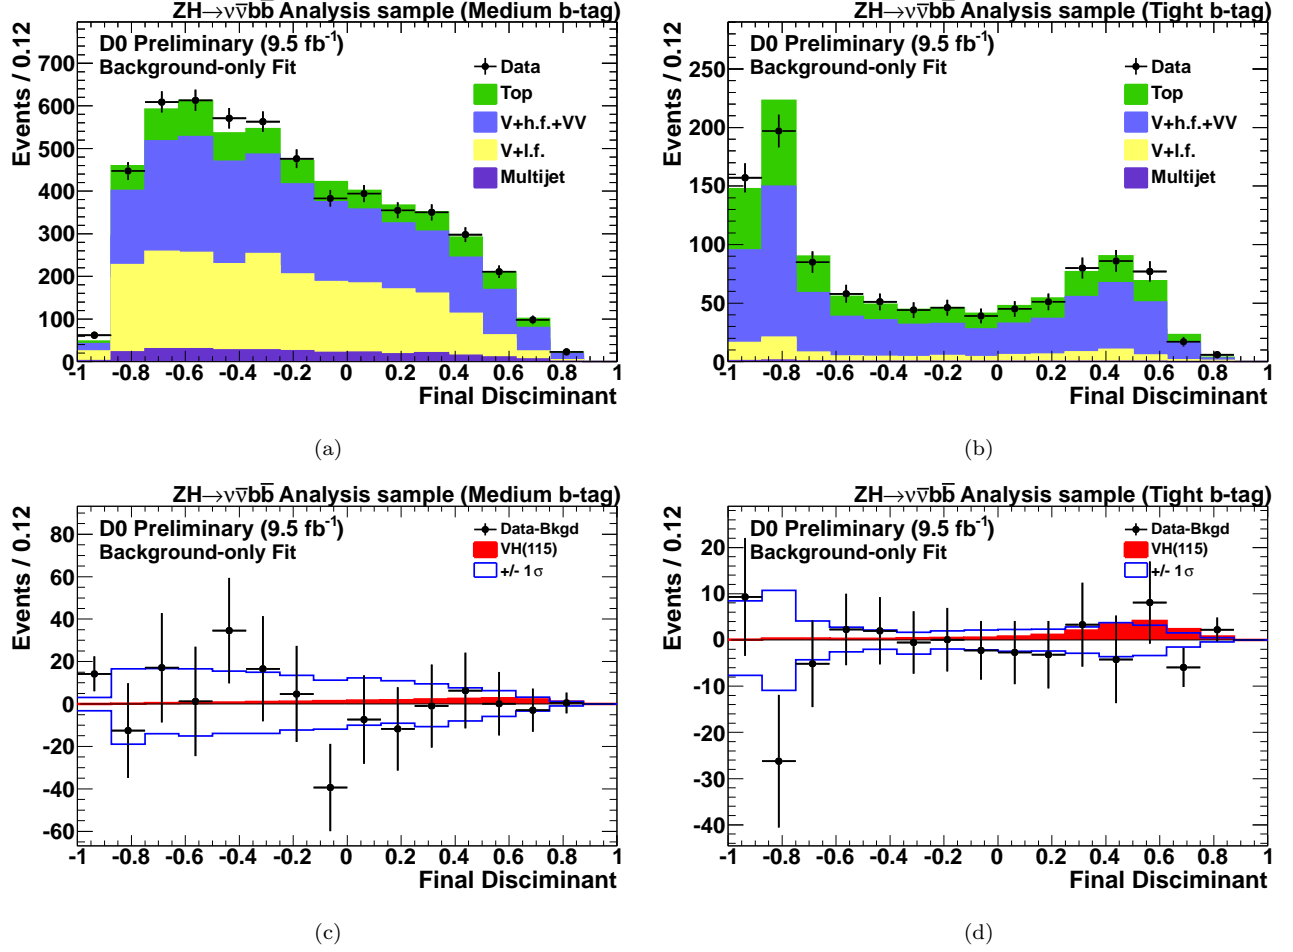 ZH→νν̅bb̅ Analysis sample (Medium b-tag)
Events / 0.12
D0 Preliminary (9.5 fb⁻¹)
Background-only Fit
Data
Top
V+h.f.+VV
V+l.f.
Multijet
700
600
500
400
300
200
100
0
-1 -0.8 -0.6 -0.4 -0.2 0 0.2 0.4 0.6 0.8 1
Final Discriminant
(a)
ZH→νν̅bb̅ Analysis sample (Tight b-tag)
Events / 0.12
D0 Preliminary (9.5 fb⁻¹)
Background-only Fit
Data
Top
V+h.f.+VV
V+l.f.
Multijet
250
200
150
100
50
0
-1 -0.8 -0.6 -0.4 -0.2 0 0.2 0.4 0.6 0.8 1
Final Discriminant
(b)
ZH→νν̅bb̅ Analysis sample (Medium b-tag)
Events / 0.12
D0 Preliminary (9.5 fb⁻¹)
Background-only Fit
Data-Bkgd
VH(115)
+/- 1σ
80
60
40
20
0
-20
-40
-60
-1 -0.8 -0.6 -0.4 -0.2 0 0.2 0.4 0.6 0.8 1
Final Discriminant
(c)
ZH→νν̅bb̅ Analysis sample (Tight b-tag)
Events / 0.12
D0 Preliminary (9.5 fb⁻¹)
Background-only Fit
Data-Bkgd
VH(115)
+/- 1σ
20
10
0
-10
-20
-30
-40
-1 -0.8 -0.6 -0.4 -0.2 0 0.2 0.4 0.6 0.8 1
Final Discriminant
(d)